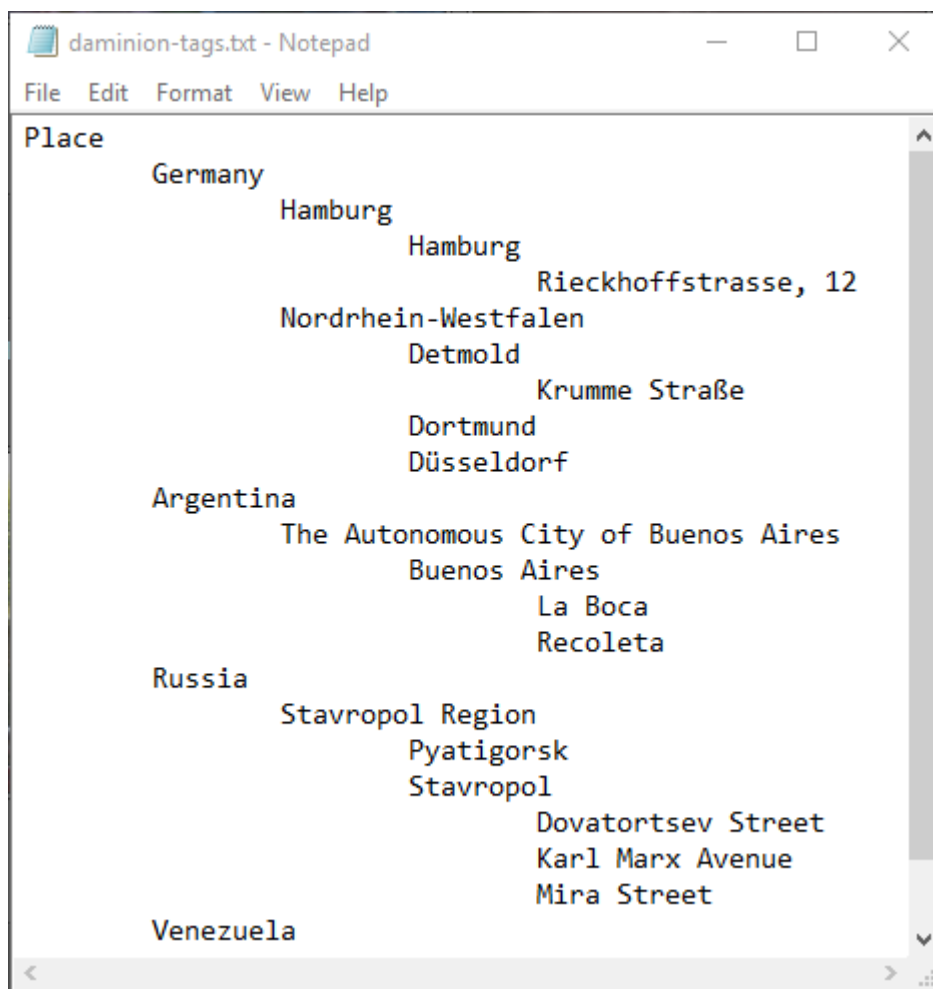 daminion-tags.txt - Notepad
File Edit Format View Help
Place
Germany
Hamburg
Hamburg
Rieckhoffstrasse, 12
Nordrhein-Westfalen
Detmold
Krumme Straße
Dortmund
Düsseldorf
Argentina
The Autonomous City of Buenos Aires
Buenos Aires
La Boca
Recoleta
Russia
Stavropol Region
Pyatigorsk
Stavropol
Dovatortsev Street
Karl Marx Avenue
Mira Street
Venezuela